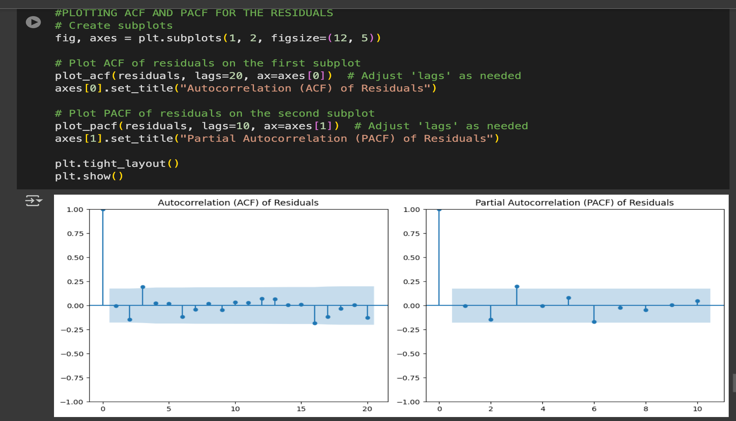 #PLOTTING ACF AND PACF FOR THE RESIDUALS
# Create subplots
fig, axes = plt.subplots(1, 2, figsize=(12, 5))
# Plot ACF of residuals on the first subplot
plot_acf(residuals, lags=20, ax=axes[0])  # Adjust 'lags' as needed
axes[0].set_title("Autocorrelation (ACF) of Residuals")
# Plot PACF of residuals on the second subplot
plot_pacf(residuals, lags=10, ax=axes[1])  # Adjust 'lags' as needed
axes[1].set_title("Partial Autocorrelation (PACF) of Residuals")
plt.tight_layout()
plt.show()
Autocorrelation (ACF) of Residuals
1.00
0.75
0.50
0.25
0.00
−0.25
−0.50
−0.75
−1.00
0 5 10 15 20
Partial Autocorrelation (PACF) of Residuals
1.00
0.75
0.50
0.25
0.00
−0.25
−0.50
−0.75
−1.00
0 2 4 6 8 10